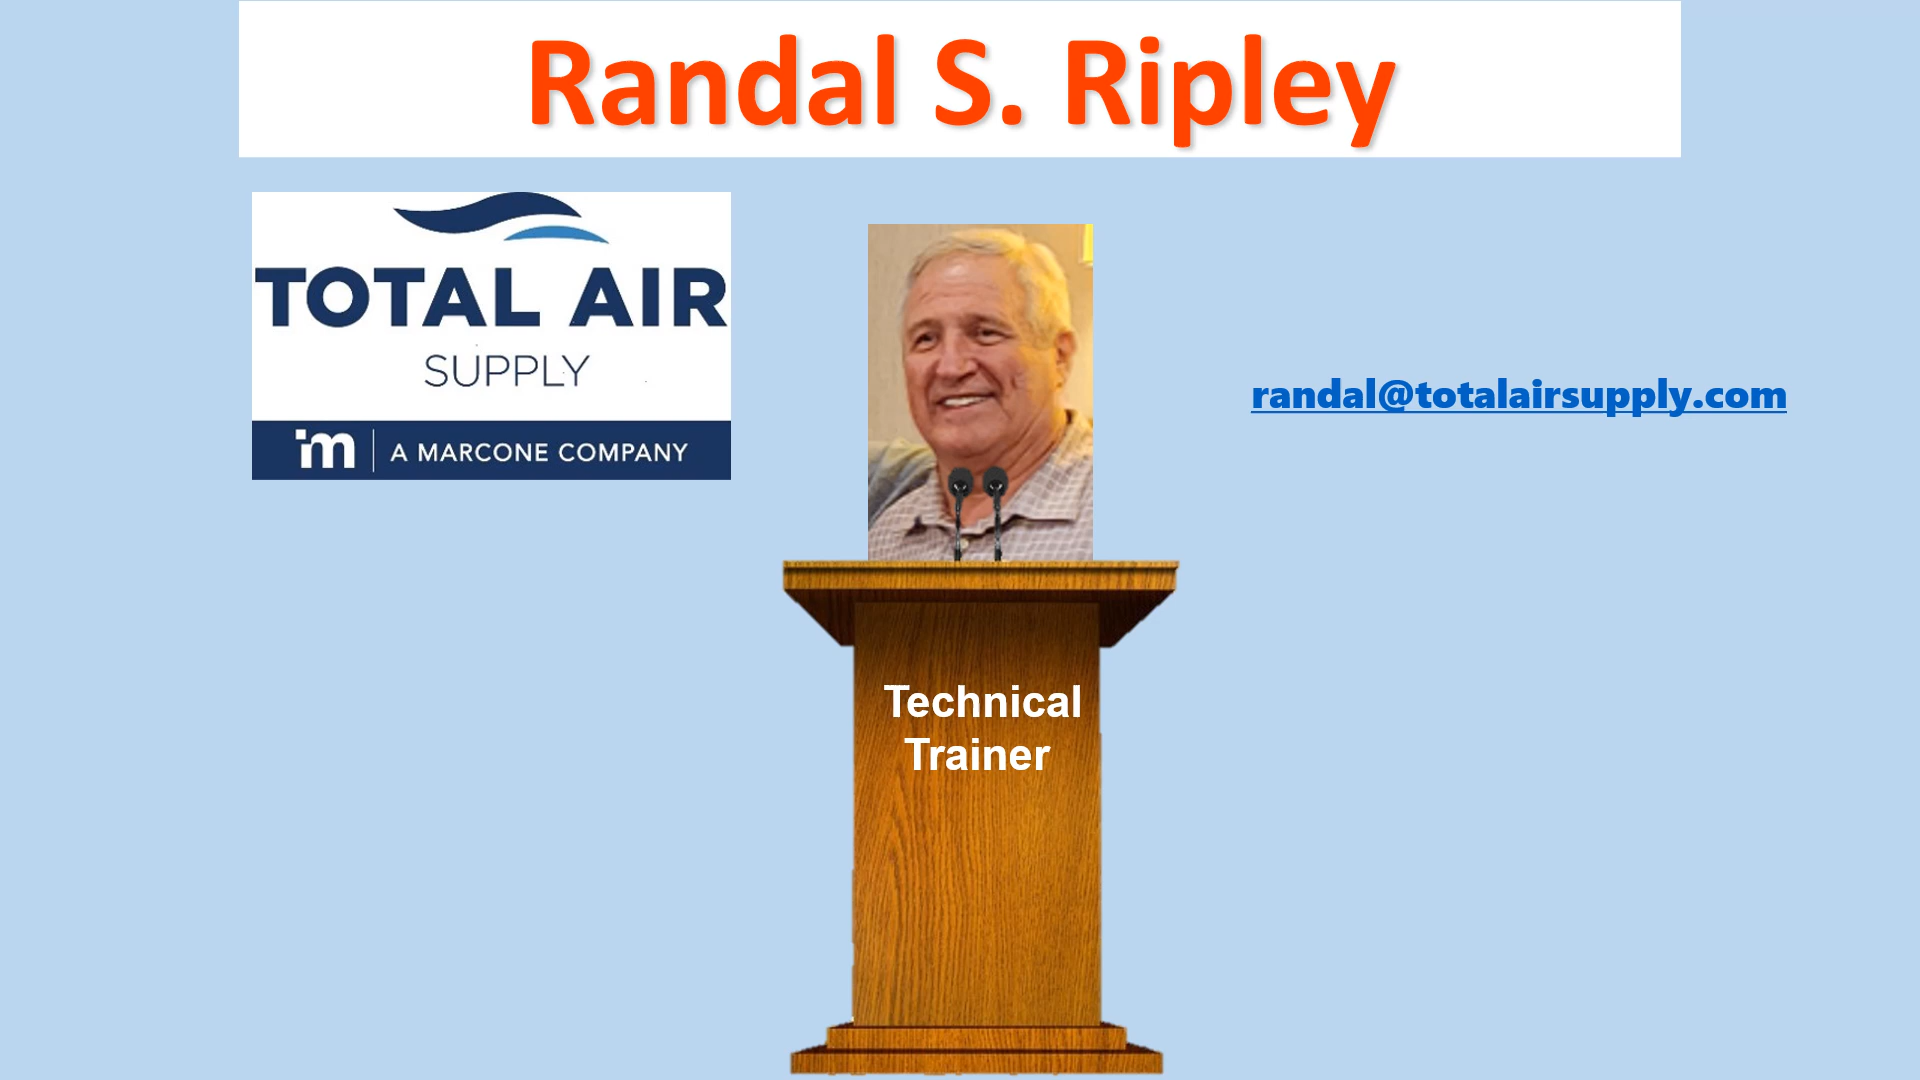 Randal S. Ripley
TOTAL AIR
SUPPLY
m | A MARCONE COMPANY
randal@totalairsupply.com
Technical
Trainer